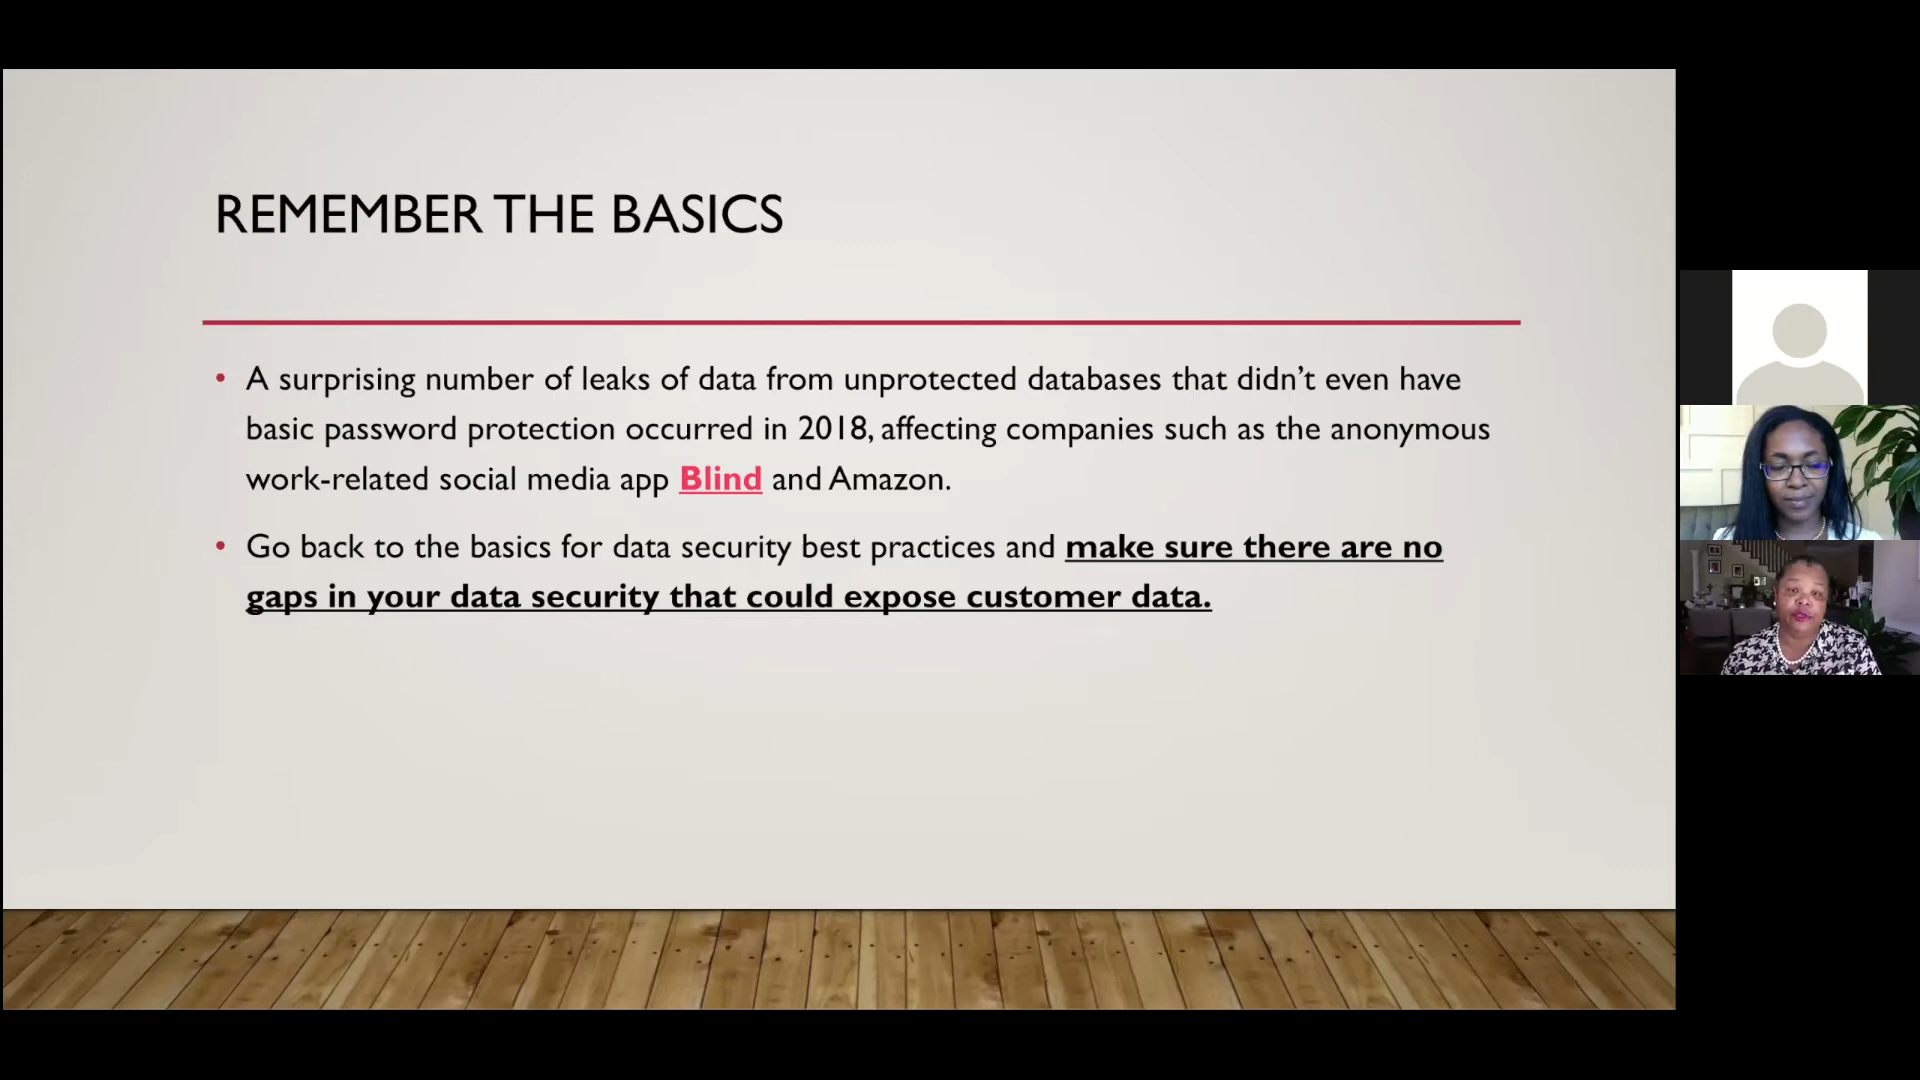 REMEMBER THE BASICS
• A surprising number of leaks of data from unprotected databases that didn’t even have
basic password protection occurred in 2018, affecting companies such as the anonymous
work-related social media app Blind and Amazon.
• Go back to the basics for data security best practices and make sure there are no
gaps in your data security that could expose customer data.